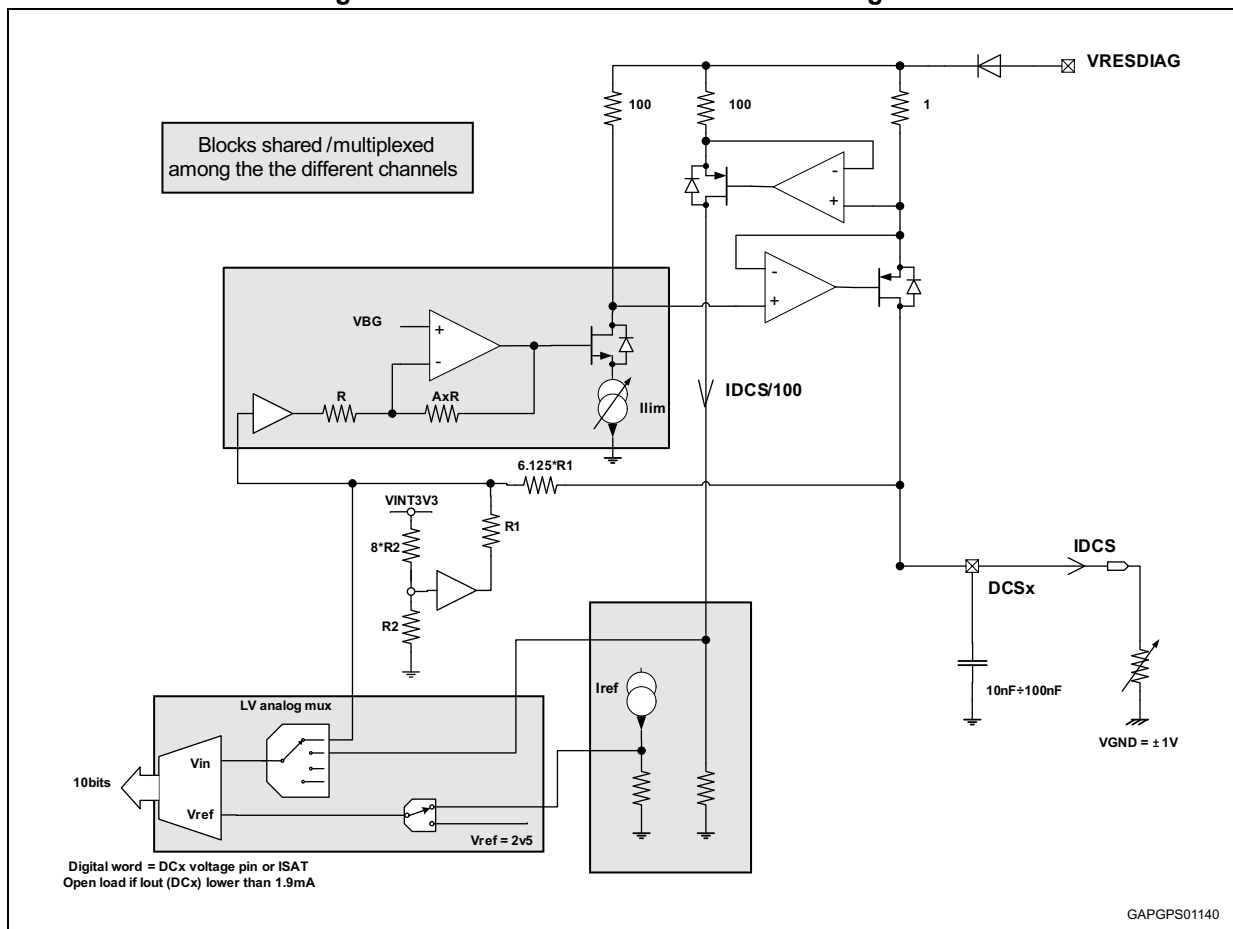 VRESDIAG
100
100
1
Blocks shared /multiplexed
among the the different channels
-
+
-
+
VBG
+
-
R
AxR
Ilim
IDCS/100
6.125*R1
VINT3V3
R1
8*R2
R2
IDCS
DCSx
10nF÷100nF
VGND = ± 1V
Iref
LV analog mux
Vin
10bits
Vref
Vref = 2v5
Digital word = DCx voltage pin or ISAT
Open load if Iout (DCx) lower than 1.9mA
GAPGPS01140